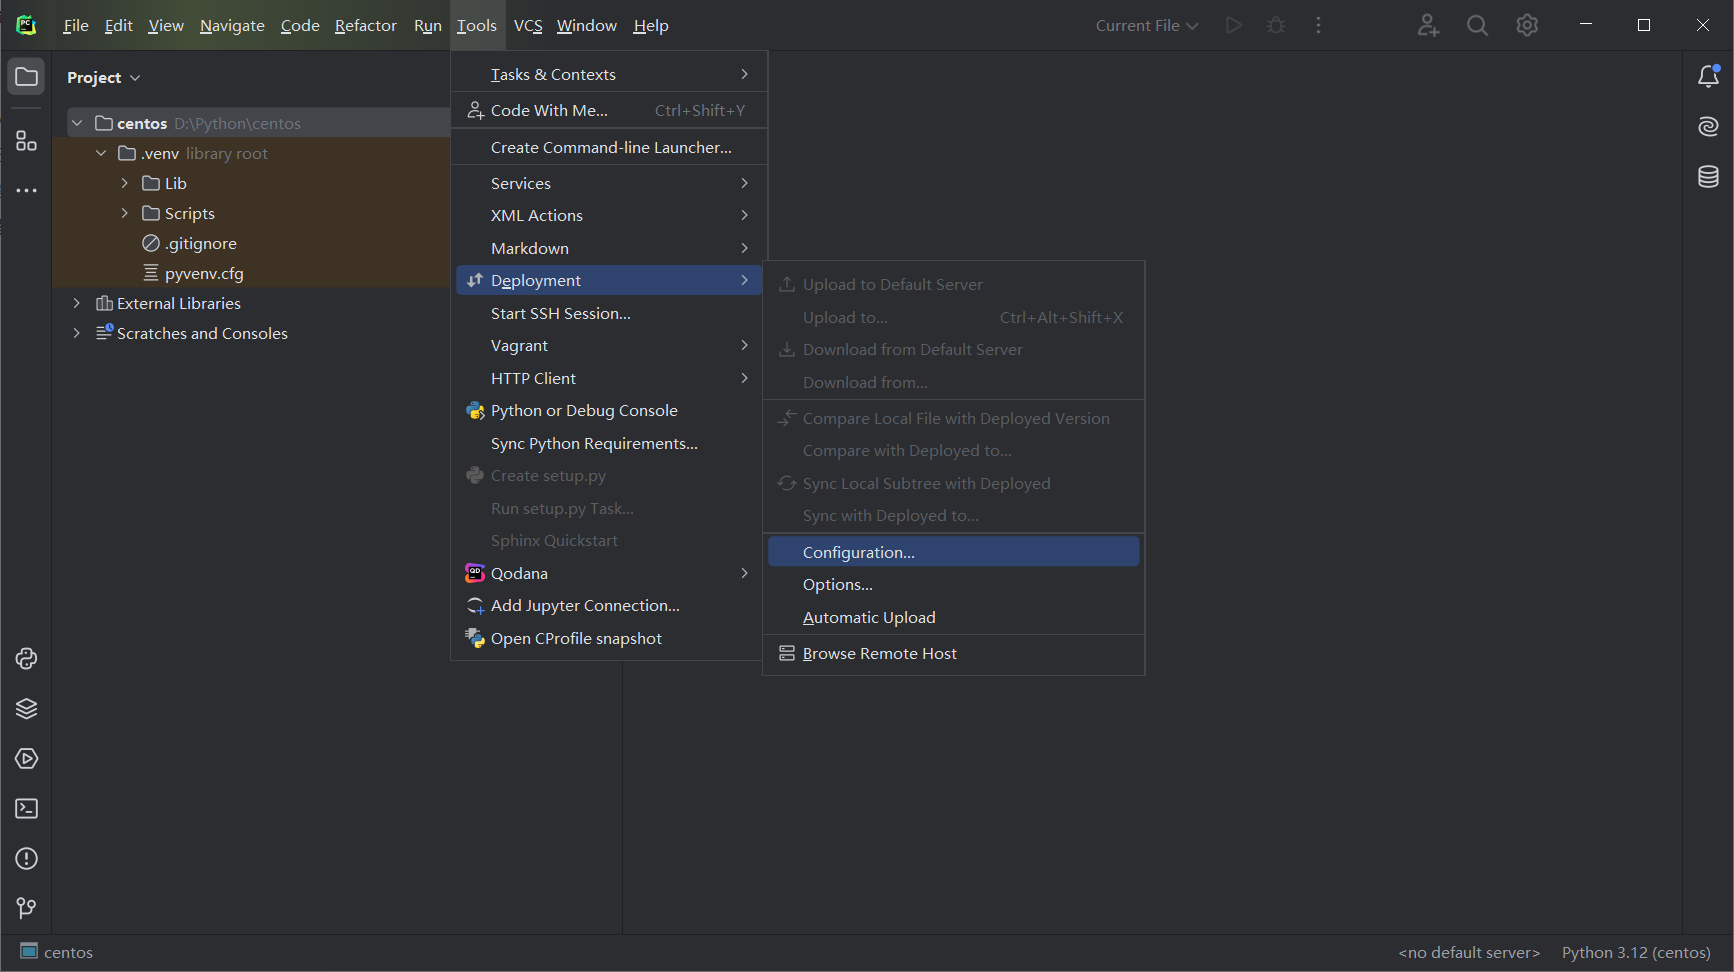 PC
File Edit View Navigate Code Refactor Run Tools VCS Window Help
Current File
Project
centos D:\Python\centos
.venv library root
Lib
Scripts
.gitignore
pyvenv.cfg
External Libraries
Scratches and Consoles
Tasks & Contexts
Code With Me... Ctrl+Shift+Y
Create Command-line Launcher...
Services
XML Actions
Markdown
Deployment
Start SSH Session...
Vagrant
HTTP Client
Python or Debug Console
Sync Python Requirements...
Create setup.py
Run setup.py Task...
Sphinx Quickstart
QD Qodana
Add Jupyter Connection...
Open CProfile snapshot
Upload to Default Server
Upload to... Ctrl+Alt+Shift+X
Download from Default Server
Download from...
Compare Local File with Deployed Version
Compare with Deployed to...
Sync Local Subtree with Deployed
Sync with Deployed to...
Configuration...
Options...
Automatic Upload
Browse Remote Host
centos
<no default server> Python 3.12 (centos)